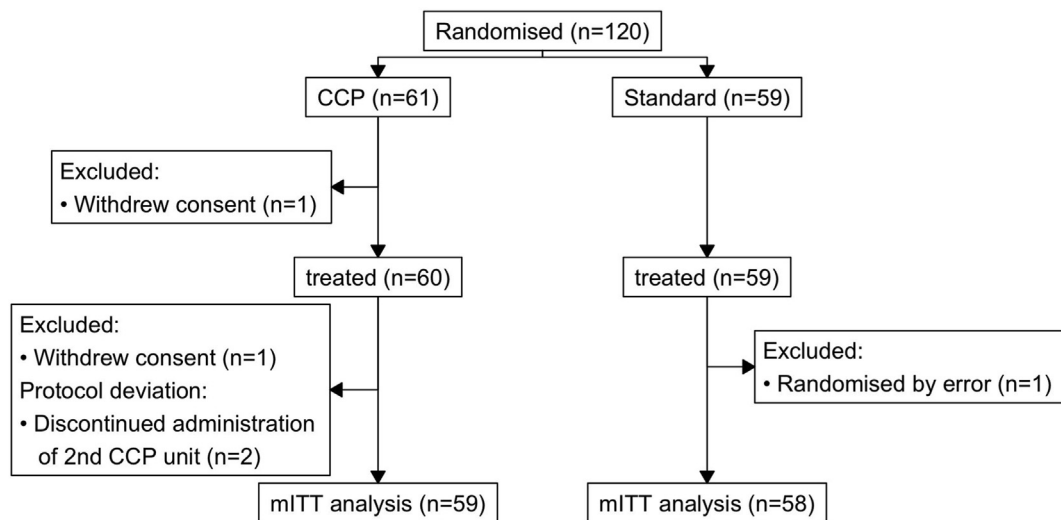 Randomised (n=120)
CCP (n=61)
Standard (n=59)
Excluded:
• Withdrew consent (n=1)
treated (n=60)
treated (n=59)
Excluded:
• Withdrew consent (n=1)
Protocol deviation:
• Discontinued administration
of 2nd CCP unit (n=2)
Excluded:
• Randomised by error (n=1)
mITT analysis (n=59)
mITT analysis (n=58)